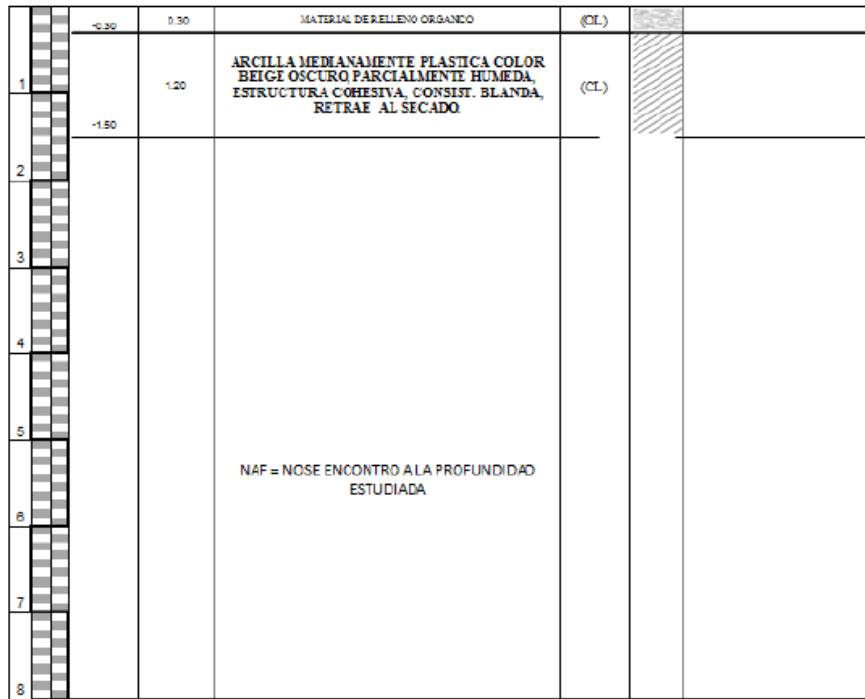 -0.30 0.30 MATERIAL DE RELLENO ORGANICO (OL)
ARCILLA MEDIANAMENTE PLASTICA COLOR
BEIGE OSCURO, PARCIALMENTE HUMEDA,
1 1.20 ESTRUCTURA COHESIVA, CONSIST. BLANDA, (CL)
RETRAE AL SECADO.
-1.50
2
3
4
5
NAF = NOSE ENCONTRO A LA PROFUNDIDAD
ESTUDIADA
6
7
8